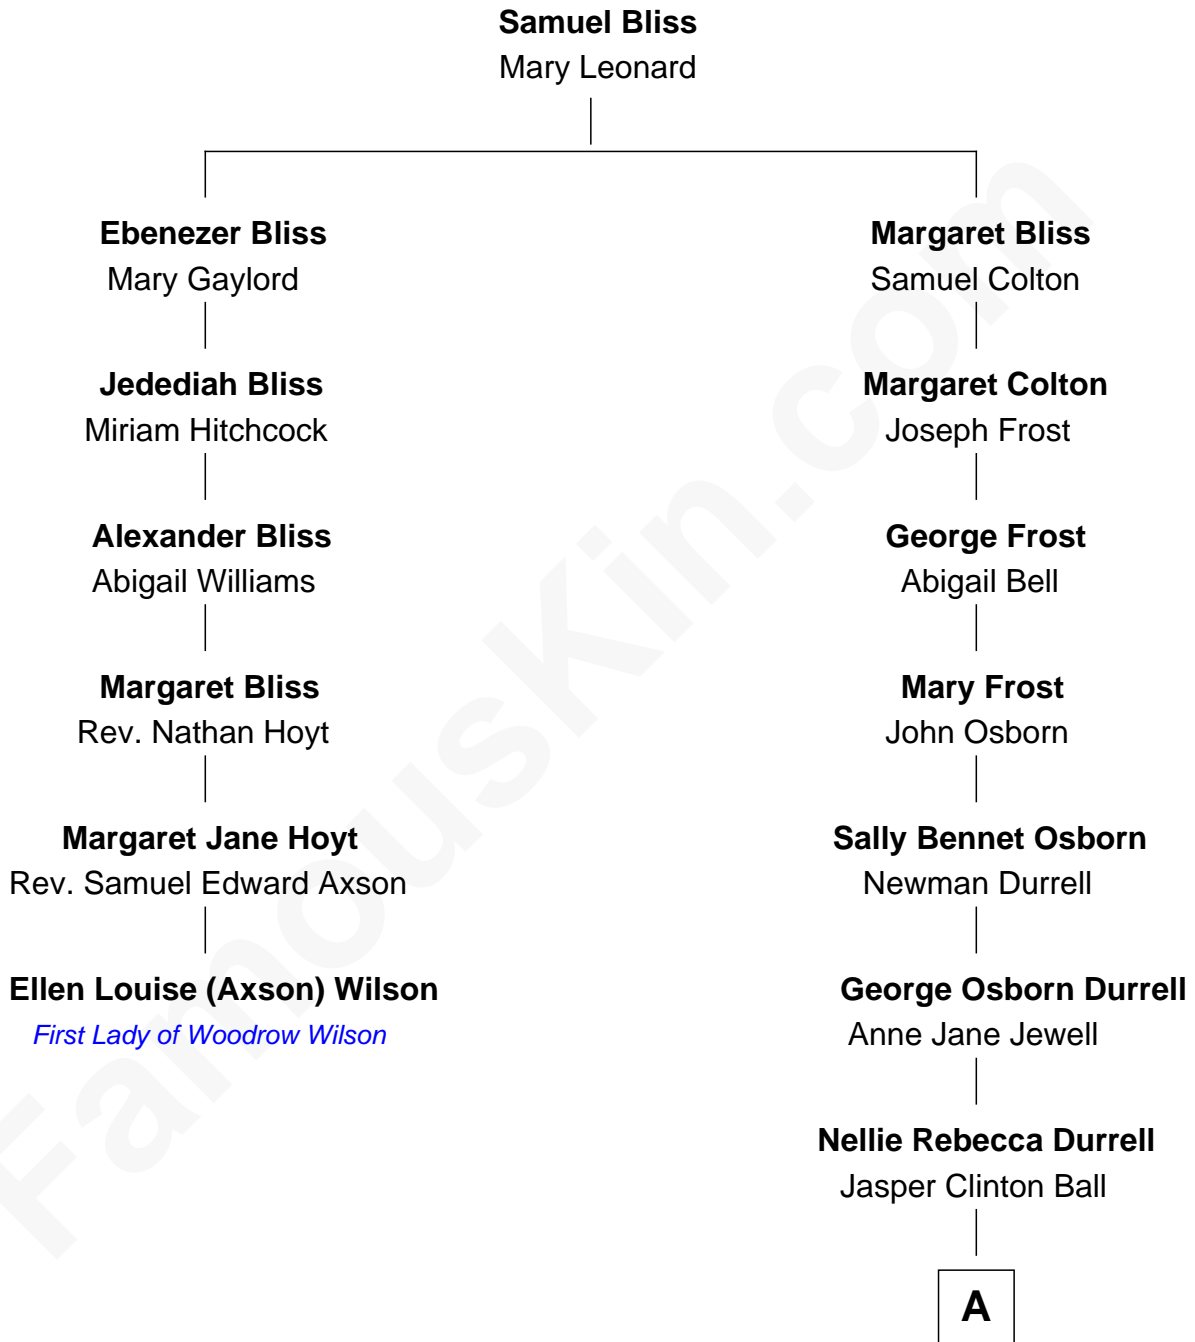 Samuel Bliss
Mary Leonard
Ebenezer Bliss
Mary Gaylord
Jedediah Bliss
Miriam Hitchcock
Alexander Bliss
Abigail Williams
Margaret Bliss
Rev. Nathan Hoyt
Margaret Jane Hoyt
Rev. Samuel Edward Axson
Ellen Louise (Axson) Wilson
First Lady of Woodrow Wilson
Margaret Bliss
Samuel Colton
Margaret Colton
Joseph Frost
George Frost
Abigail Bell
Mary Frost
John Osborn
Sally Bennet Osborn
Newman Durrell
George Osborn Durrell
Anne Jane Jewell
Nellie Rebecca Durrell
Jasper Clinton Ball
A
FamousKin.com